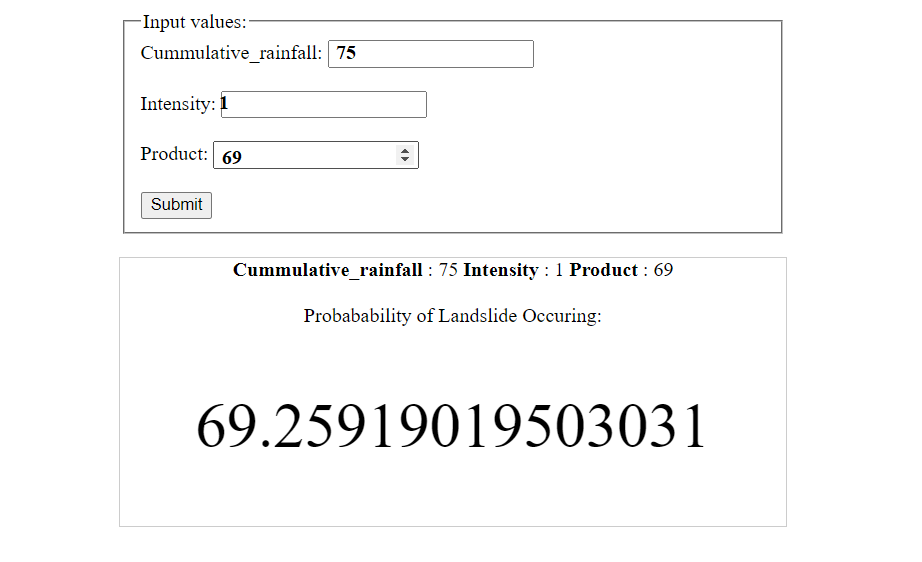 Input values:
Cummulative_rainfall: 75
Intensity: 1
Product: 69
Submit
Cummulative_rainfall : 75 Intensity : 1 Product : 69
Probabability of Landslide Occuring:
69.25919019503031